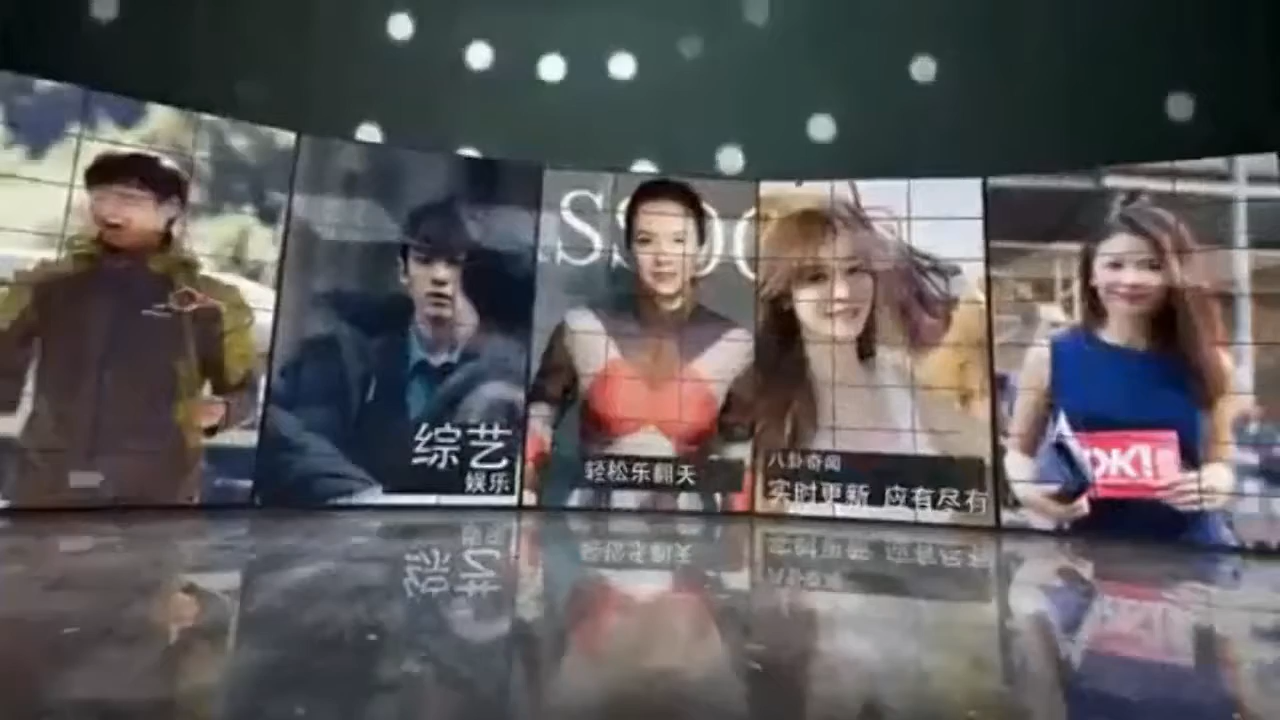 综艺
娱乐
轻松乐翻天
八卦奇闻
实时更新 应有尽有
OK!